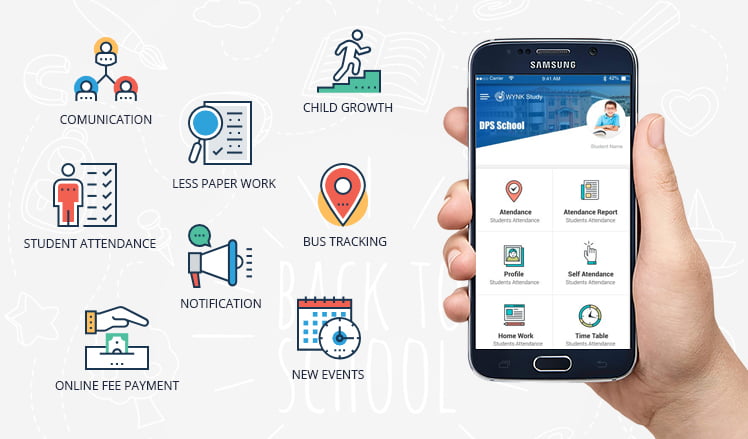 COMUNICATION
CHILD GROWTH
LESS PAPER WORK
STUDENT ATTENDANCE
BUS TRACKING
NOTIFICATION
ONLINE FEE PAYMENT
NEW EVENTS
BACK TO
SCHOOL
SAMSUNG
Carrier 9:41 AM 42%
WYNK Study
DPS School
Student Name
Atendance
Students Attendance
Atendance Report
Students Attendance
Profile
Students Attendance
Self Atendance
Students Attendance
Home Work
Students Attendance
Time Table
Students Attendance